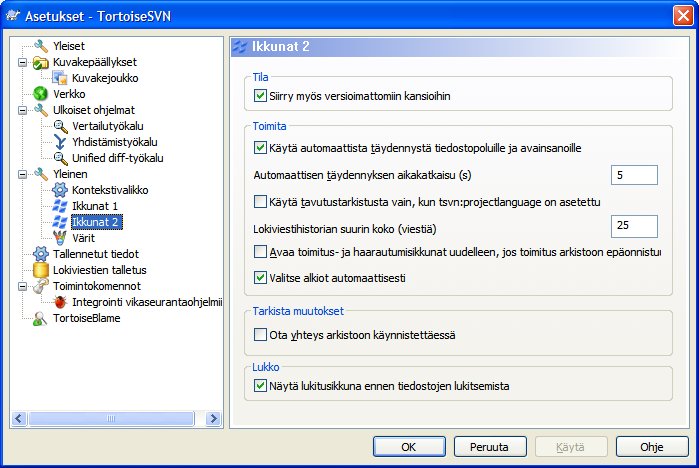 Asetukset - TortoiseSVN
Yleiset
Kuvakepäällykset
Kuvakejoukko
Verkko
Ulkoiset ohjelmat
Vertailutyökalu
Yhdistämistyökalu
Unified diff-työkalu
Yleinen
Kontekstivalikko
Ikkunat 1
Ikkunat 2
Värit
Tallennetut tiedot
Lokiviestien talletus
Toimintokomennot
Integrointi vikaseurantaohjelmii
TortoiseBlame
Ikkunat 2
Tila
Siirry myös versioimattomiin kansioihin
Toimita
Käytä automaattista täydennystä tiedostopoluille ja avainsanoille
Automaattisen täydennyksen aikakatkaisu (s) 5
Käytä tavutustarkistusta vain, kun tsvn:projectlanguage on asetettu
Lokiviestihistorian suurin koko (viestiä) 25
Avaa toimitus- ja haarautumisikkunat uudelleen, jos toimitus arkistoon epäonnistuu
Valitse alkiot automaattisesti
Tarkista muutokset
Ota yhteys arkistoon käynnistettäessä
Lukko
Näytä lukitusikkuna ennen tiedostojen lukitsemista
OK Peruuta Käytä Ohje